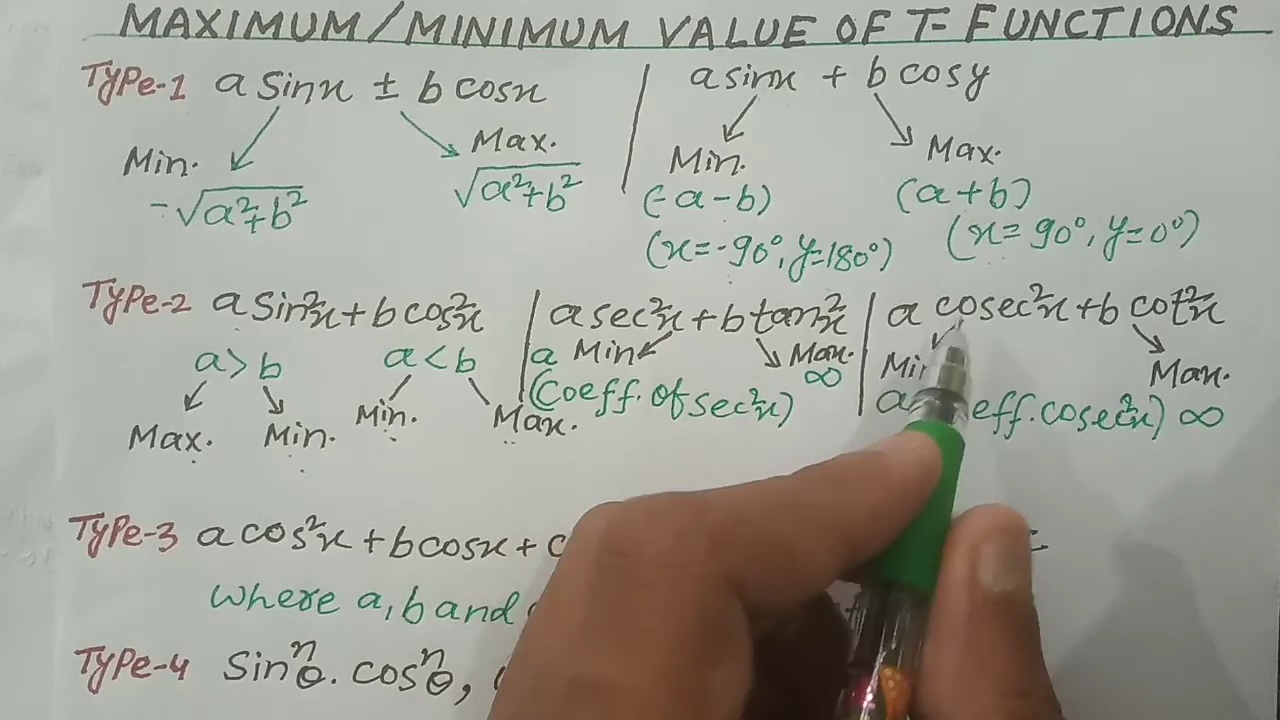 MAXIMUM/MINIMUM VALUE OF T- FUNCTIONS
Type-1 a sinx ± b cosx | a sinx + b cosy
Min. Max. Min. Max.
-√(a²+b²) √(a²+b²) (-a-b) (a+b)
(x=-90°, y=180°) (x=90°, y=0°)
Type-2 a sin²x + b cos²x | a sec²x + b tan²x | a cosec²x + b cot²x
a>b a<b a Min Max. Max.
∞
Max. Min. Min. Max. (Coeff. of sec²x) a eff. cosec²x) ∞
Type-3 a cos²x + b cosx + c
where a, b and
Type-4 Sinⁿθ. cosⁿθ,